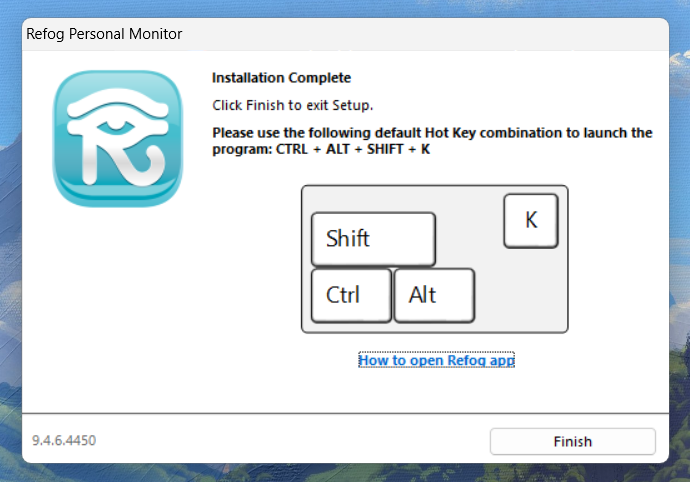 Refog Personal Monitor
Installation Complete
Click Finish to exit Setup.
Please use the following default Hot Key combination to launch the
program: CTRL + ALT + SHIFT + K
K
Shift
Ctrl Alt
How to open Refog app
9.4.6.4450
Finish